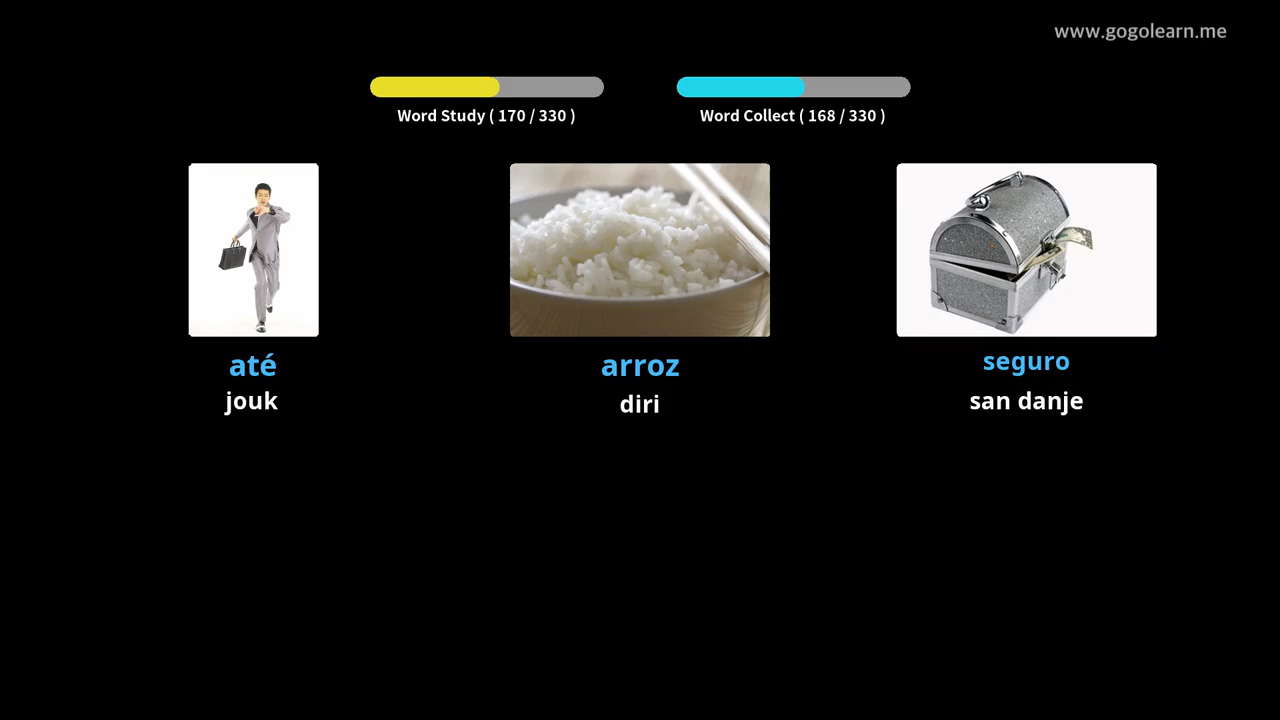 www.gogolearn.me
Word Study ( 170 / 330 )
Word Collect ( 168 / 330 )
até
jouk
arroz
diri
seguro
san danje